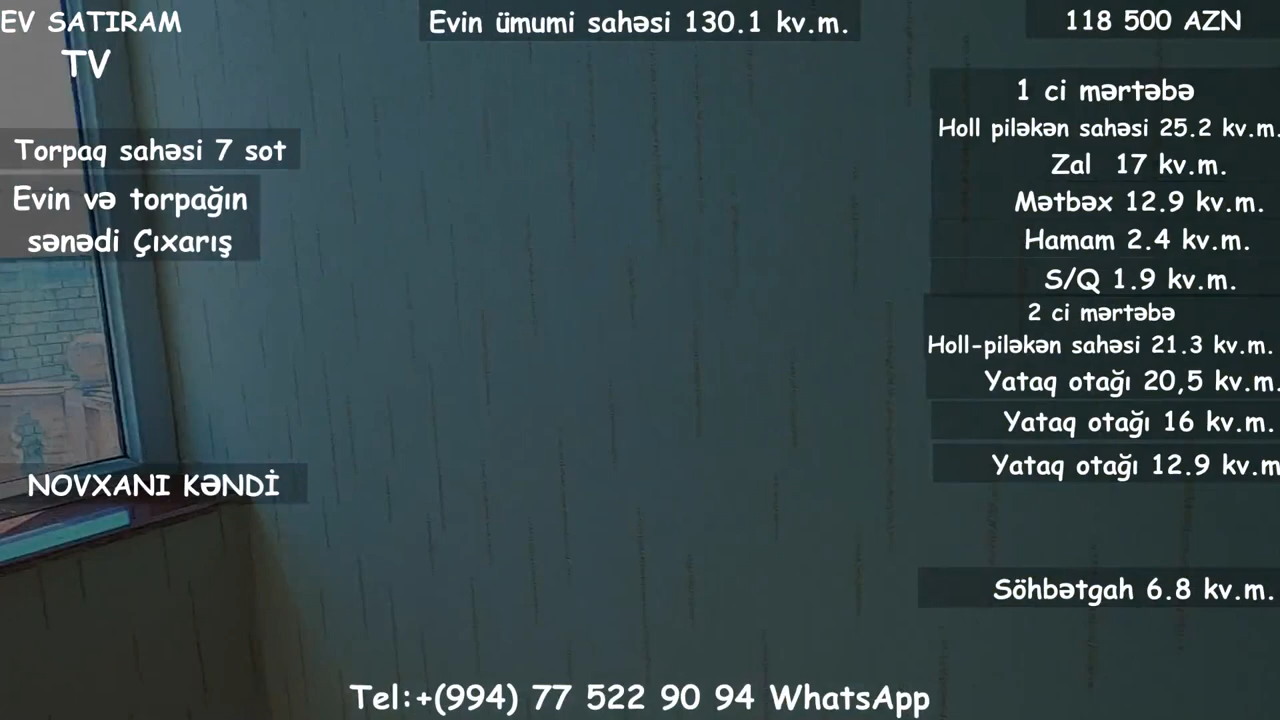 EV SATIRAM
TV
Evin ümumi sahəsi 130.1 kv.m.
118 500 AZN
Torpaq sahəsi 7 sot
Evin və torpağın
sənədi Çıxarış
NOVXANI KƏNDİ
1 ci mərtəbə
Holl piləkən sahəsi 25.2 kv.m.
Zal 17 kv.m.
Mətbəx 12.9 kv.m.
Hamam 2.4 kv.m.
S/Q 1.9 kv.m.
2 ci mərtəbə
Holl-piləkən sahəsi 21.3 kv.m.
Yataq otağı 20,5 kv.m.
Yataq otağı 16 kv.m.
Yataq otağı 12.9 kv.m
Söhbətgah 6.8 kv.m.
Tel:+(994) 77 522 90 94 WhatsApp